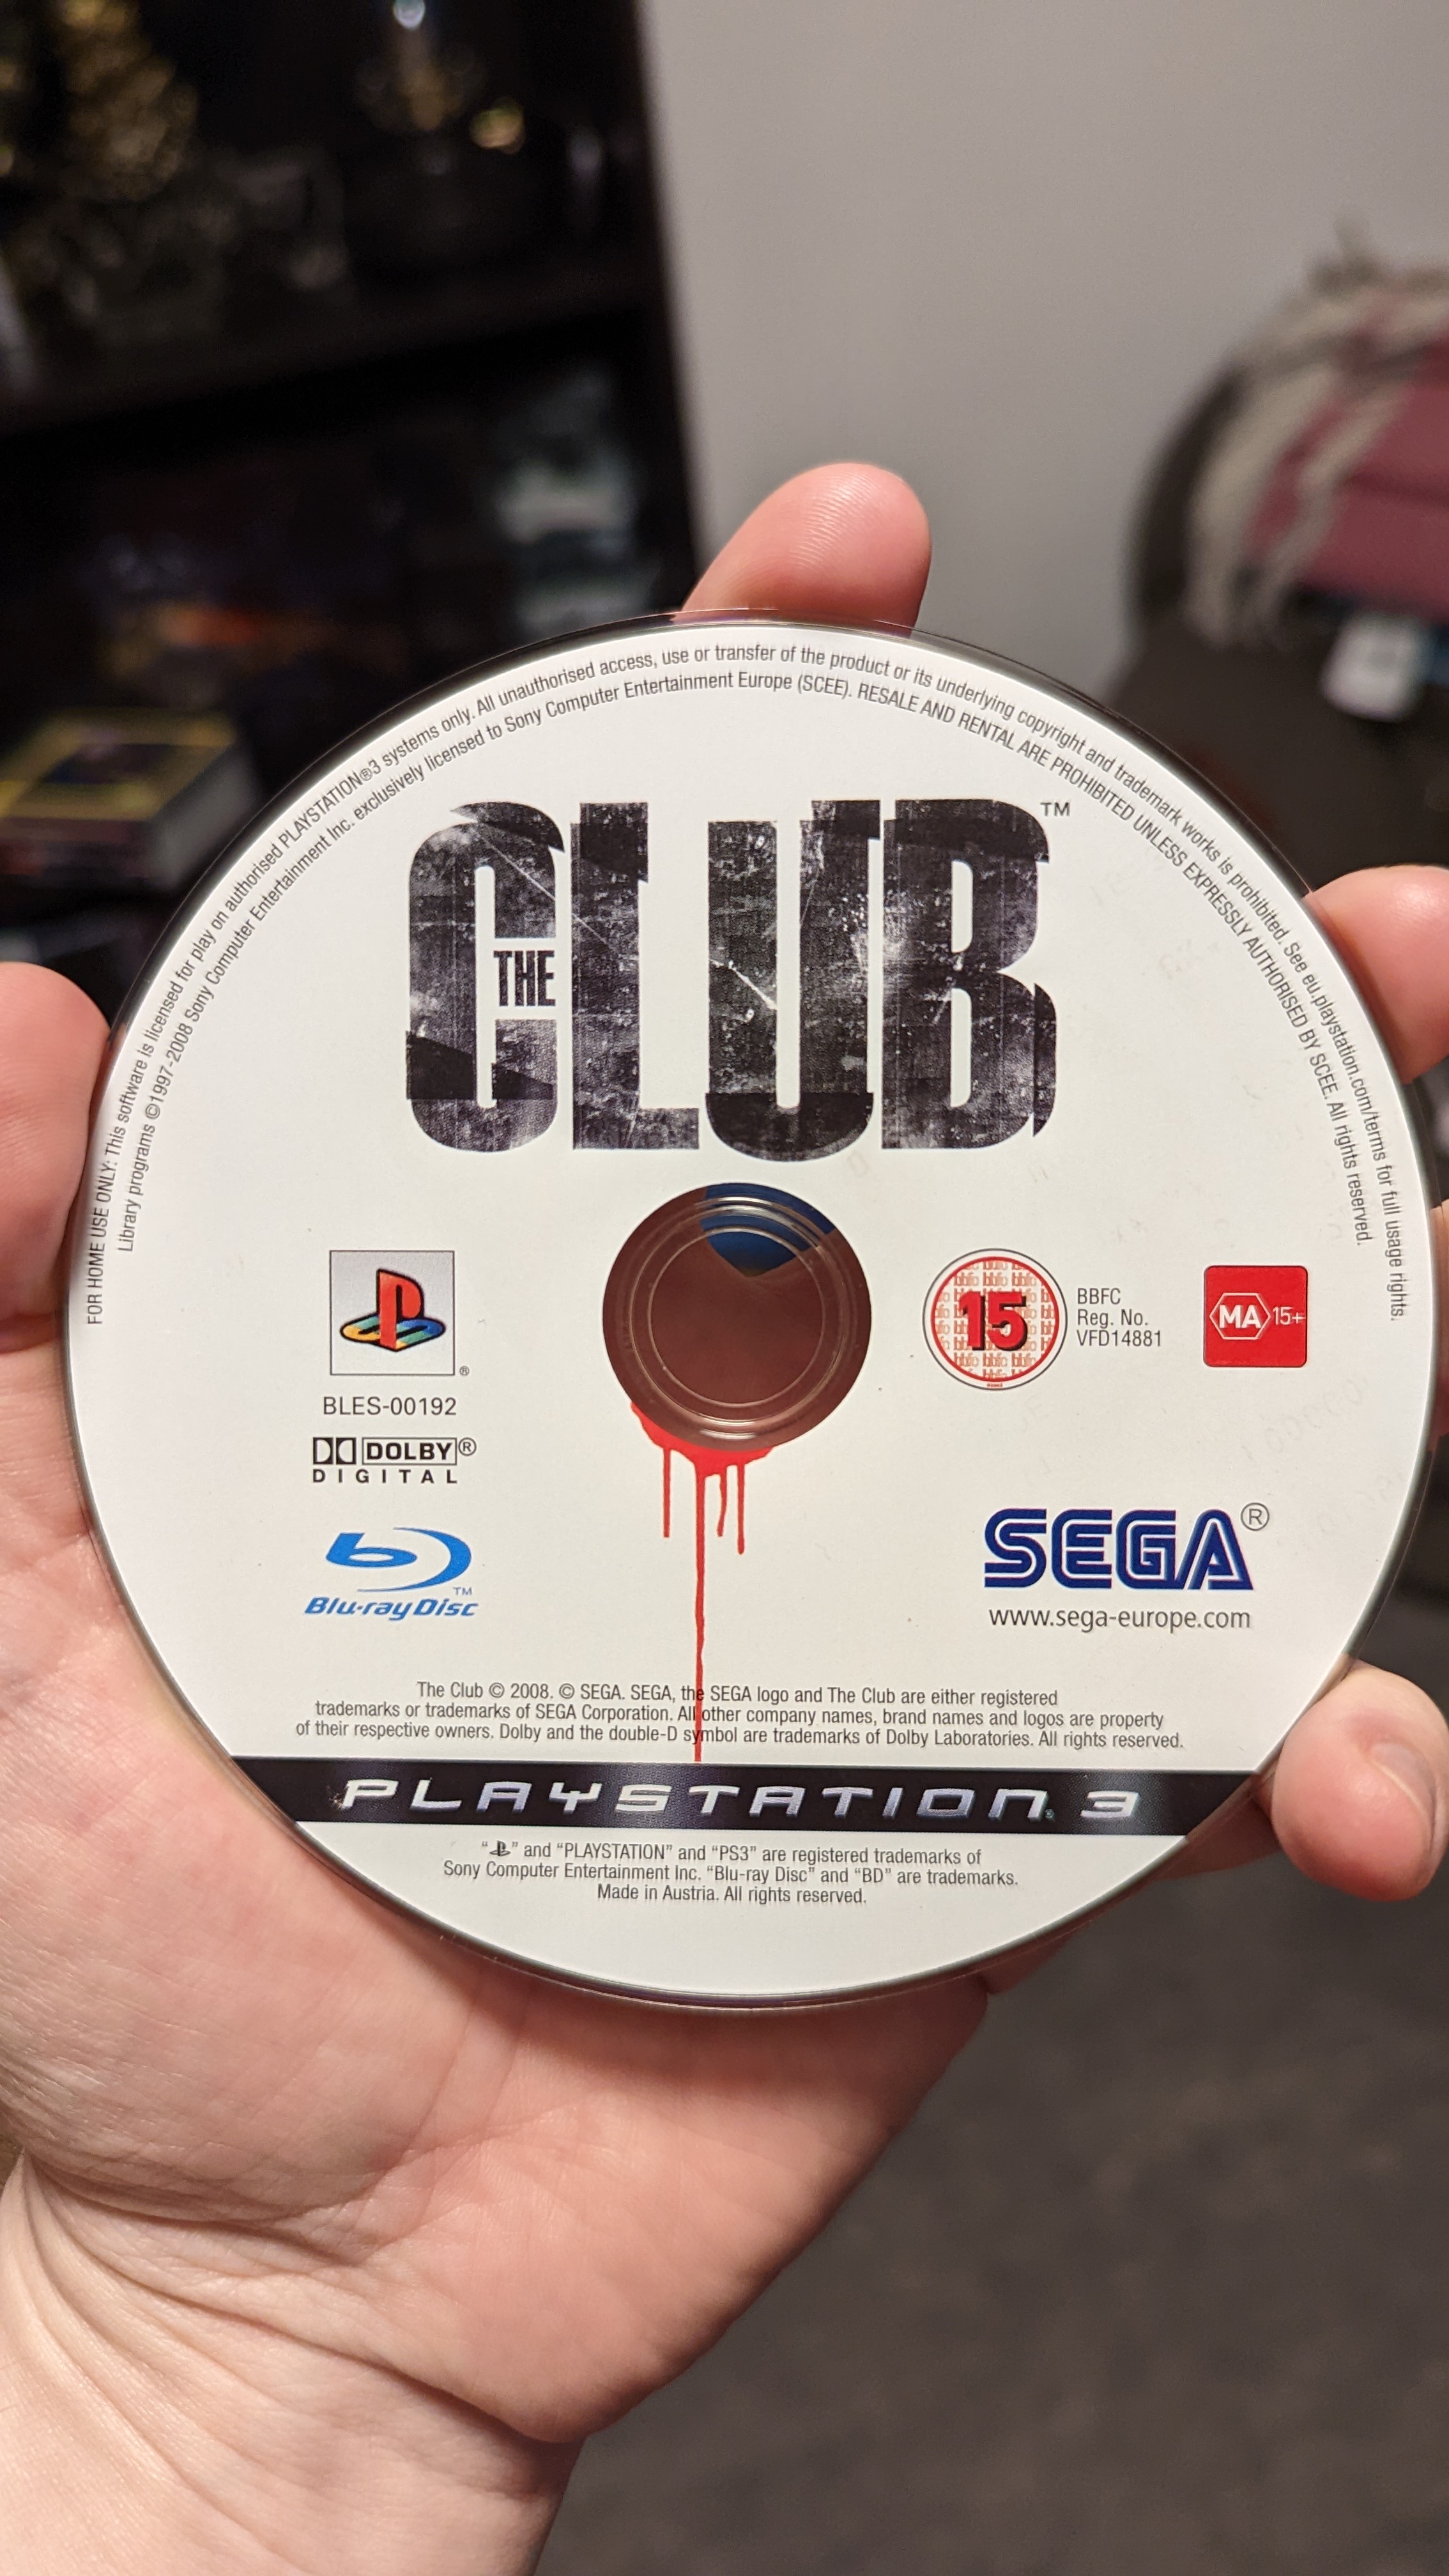 FOR HOME USE ONLY: This software is licensed for play on authorised PLAYSTATION®3 systems only. All unauthorised access, use or transfer of the product or its underlying copyright and trademark works is prohibited. See eu.playstation.com/terms for full usage rights.
Library programs ©1997-2008 Sony Computer Entertainment Inc. exclusively licensed to Sony Computer Entertainment Europe (SCEE). RESALE AND RENTAL ARE PROHIBITED UNLESS EXPRESSLY AUTHORISED BY SCEE. All rights reserved.
THE CLUB™
®
BLES-00192
DOLBY®
DIGITAL
15
BBFC
Reg. No.
VFD14881
MA 15+
Blu-ray Disc™
SEGA®
www.sega-europe.com
The Club © 2008. © SEGA. SEGA, the SEGA logo and The Club are either registered
trademarks or trademarks of SEGA Corporation. All other company names, brand names and logos are property
of their respective owners. Dolby and the double-D symbol are trademarks of Dolby Laboratories. All rights reserved.
PLAYSTATION®3
"PS" and "PLAYSTATION" and "PS3" are registered trademarks of
Sony Computer Entertainment Inc. "Blu-ray Disc" and "BD" are trademarks.
Made in Austria. All rights reserved.